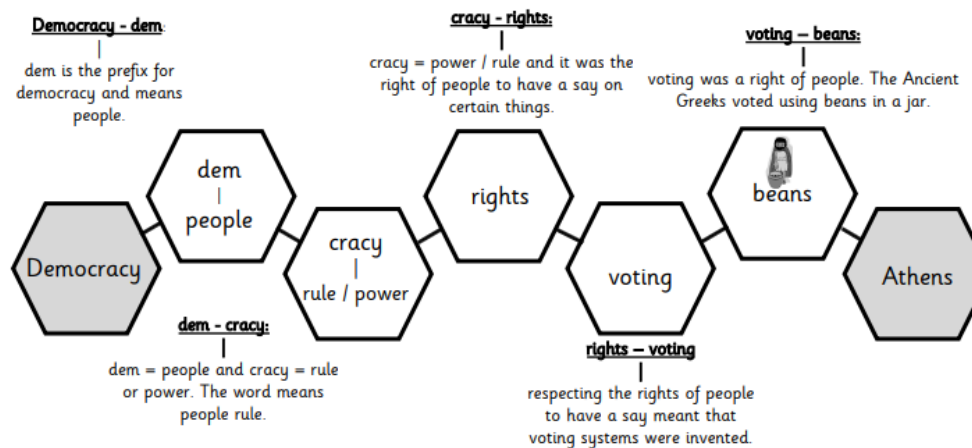 Democracy - dem:
dem is the prefix for
democracy and means
people.
cracy - rights:
cracy = power / rule and it was the
right of people to have a say on
certain things.
voting – beans:
voting was a right of people. The Ancient
Greeks voted using beans in a jar.
Democracy
dem
|
people
cracy
|
rule / power
rights
voting
beans
Athens
dem - cracy:
dem = people and cracy = rule
or power. The word means
people rule.
rights – voting
respecting the rights of people
to have a say meant that
voting systems were invented.